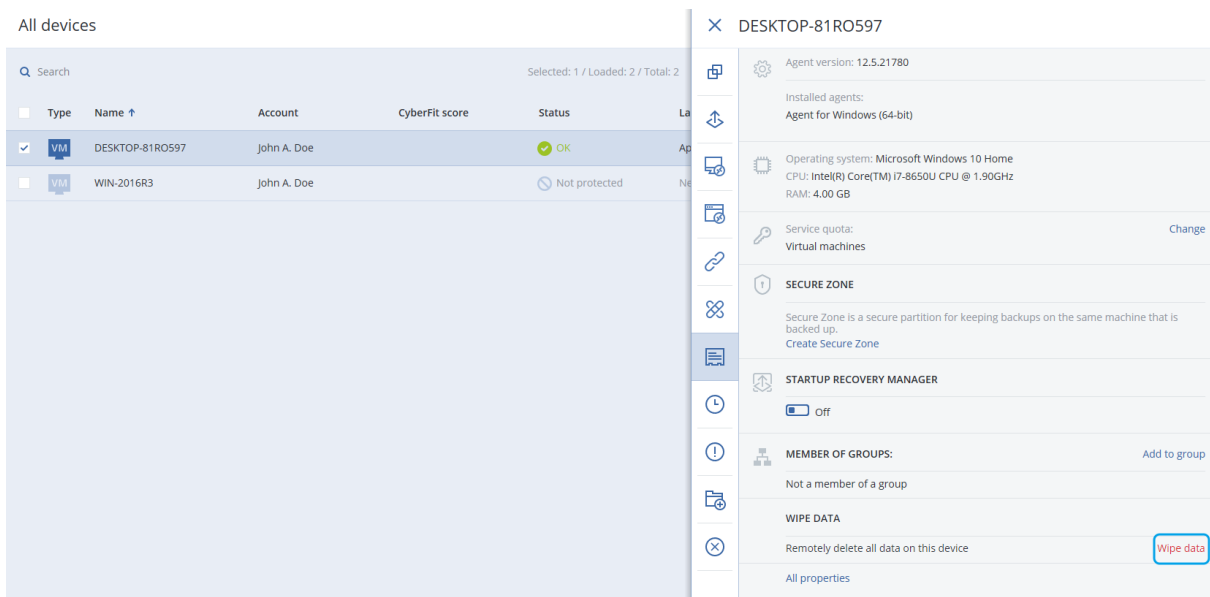 All devices
Search
Selected: 1 / Loaded: 2 / Total: 2
Type Name ↑ Account CyberFit score Status La
VM DESKTOP-81RO597 John A. Doe OK Ap
VM WIN-2016R3 John A. Doe Not protected Ne
DESKTOP-81RO597
Agent version: 12.5.21780
Installed agents:
Agent for Windows (64-bit)
Operating system: Microsoft Windows 10 Home
CPU: Intel(R) Core(TM) i7-8650U CPU @ 1.90GHz
RAM: 4.00 GB
Service quota: Change
Virtual machines
SECURE ZONE
Secure Zone is a secure partition for keeping backups on the same machine that is
backed up.
Create Secure Zone
STARTUP RECOVERY MANAGER
Off
MEMBER OF GROUPS: Add to group
Not a member of a group
WIPE DATA
Remotely delete all data on this device Wipe data
All properties